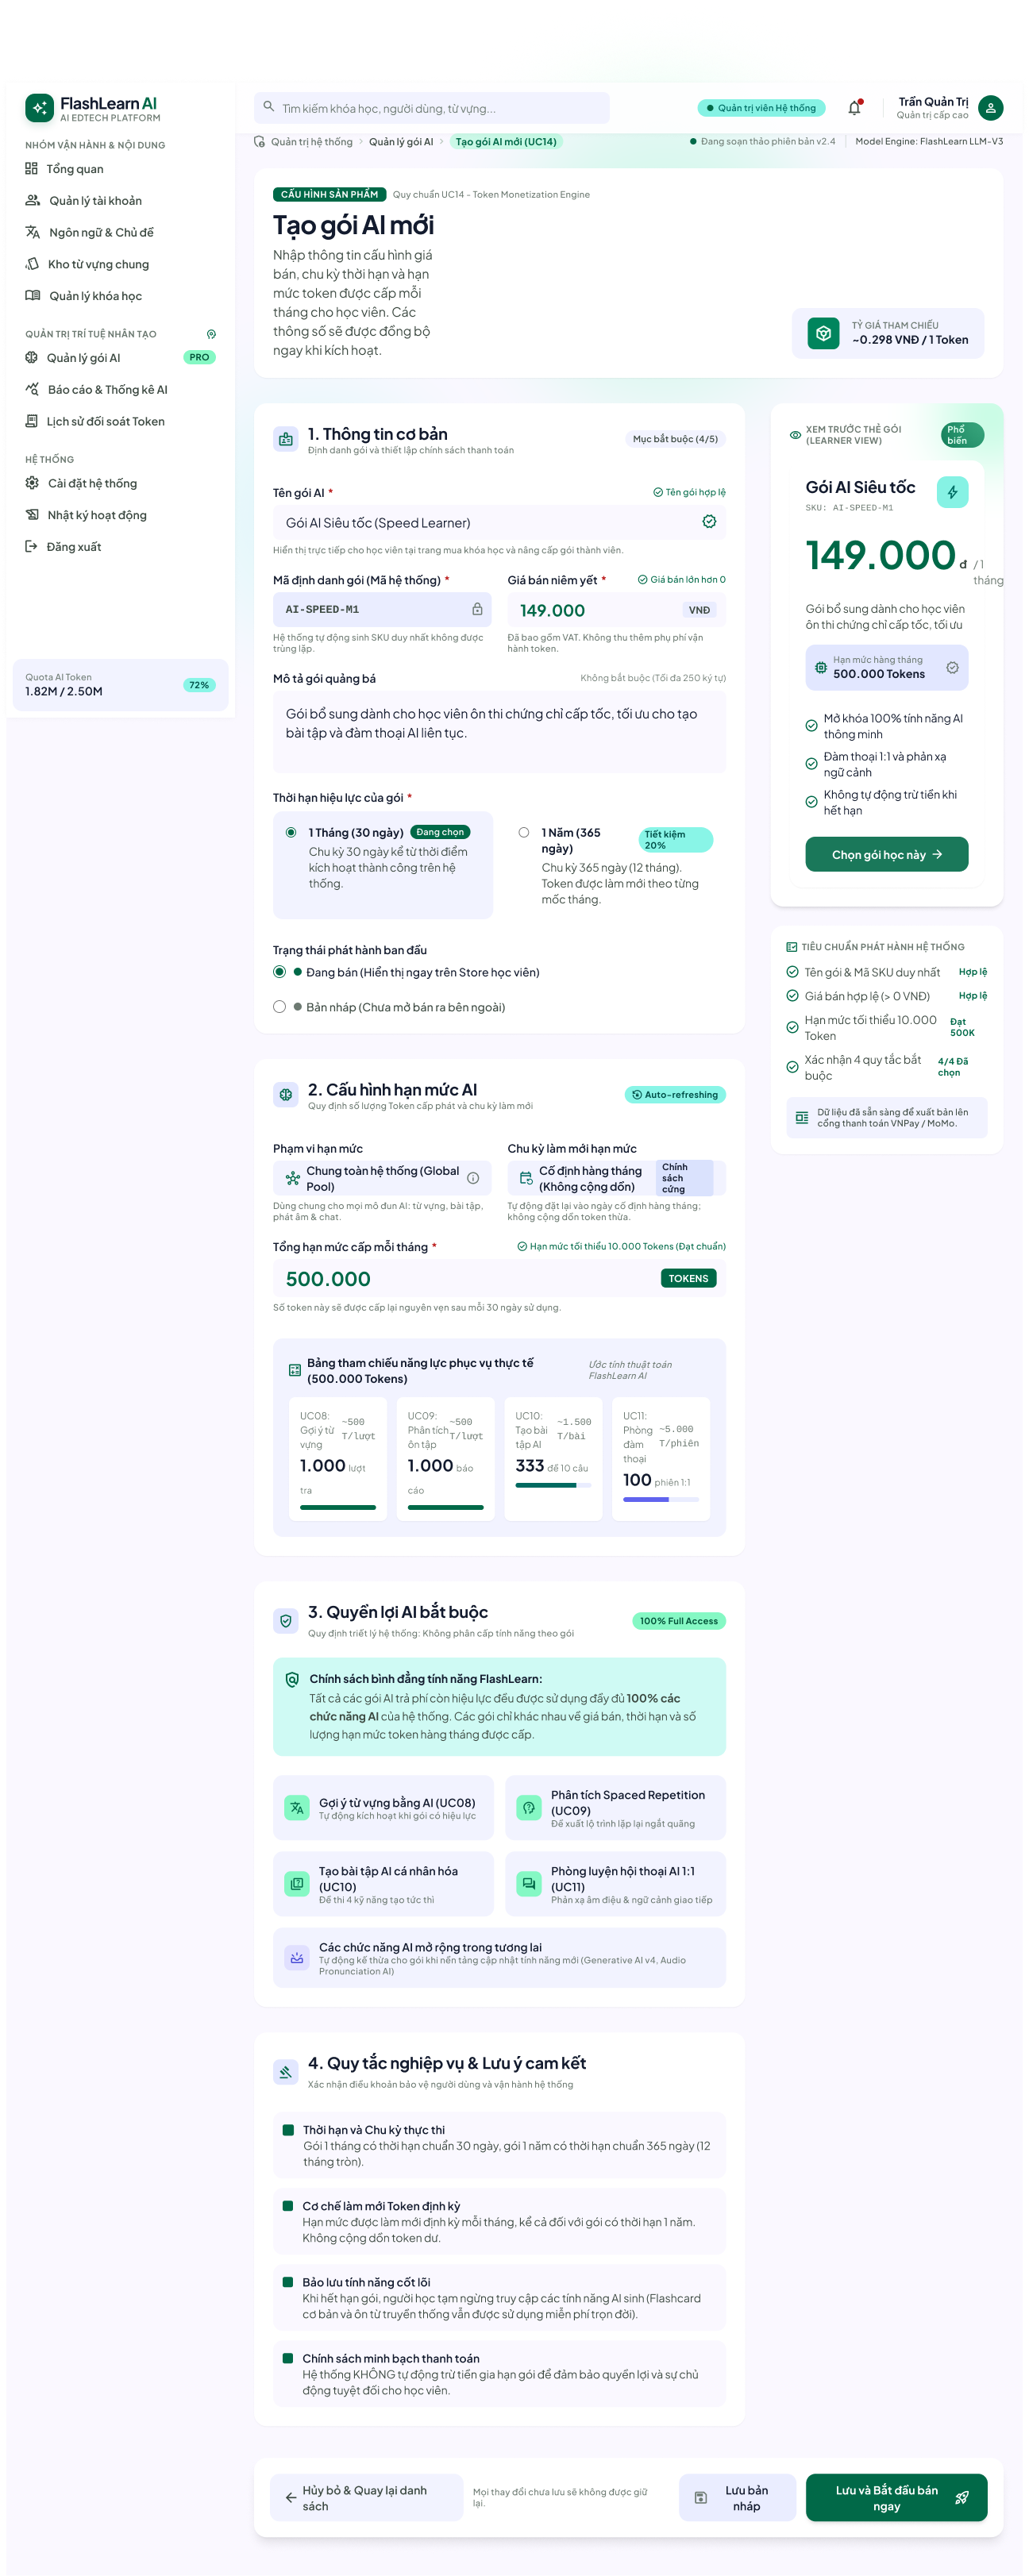 FlashLearn AI
AI EDTECH PLATFORM
NHÓM VẬN HÀNH & NỘI DUNG
Tổng quan
Quản lý tài khoản
Ngôn ngữ & Chủ đề
Kho từ vựng chung
Quản lý khóa học
QUẢN TRỊ TRÍ TUỆ NHÂN TẠO
Quản lý gói AI PRO
Báo cáo & Thống kê AI
Lịch sử đối soát Token
HỆ THỐNG
Cài đặt hệ thống
Nhật ký hoạt động
Đăng xuất
Quota AI Token
1.82M / 2.50M
72%
Tìm kiếm khóa học, người dùng, từ vựng...
Quản trị viên Hệ thống
Trần Quản Trị
Quản trị cấp cao
Quản trị hệ thống › Quản lý gói AI › Tạo gói AI mới (UC14)
Đang soạn thảo phiên bản v2.4
Model Engine: FlashLearn LLM-V3
CẤU HÌNH SẢN PHẨM Quy chuẩn UC14 - Token Monetization Engine
Tạo gói AI mới
Nhập thông tin cấu hình giá
bán, chu kỳ thời hạn và hạn
mức token được cấp mỗi
tháng cho học viên. Các
thông số sẽ được đồng bộ
ngay khi kích hoạt.
TỶ GIÁ THAM CHIẾU
~0.298 VNĐ / 1 Token
1. Thông tin cơ bản
Định danh gói và thiết lập chính sách thanh toán
Mục bắt buộc (4/5)
Tên gói AI *
Tên gói hợp lệ
Gói AI Siêu tốc (Speed Learner)
Hiển thị trực tiếp cho học viên tại trang mua khóa học và nâng cấp gói thành viên.
Mã định danh gói (Mã hệ thống) *
AI-SPEED-M1
Hệ thống tự động sinh SKU duy nhất không được
trùng lặp.
Giá bán niêm yết *
Giá bán lớn hơn 0
149.000
VNĐ
Đã bao gồm VAT. Không thu thêm phụ phí vận
hành token.
Mô tả gói quảng bá
Không bắt buộc (Tối đa 250 ký tự)
Gói bổ sung dành cho học viên ôn thi chứng chỉ cấp tốc, tối ưu cho tạo
bài tập và đàm thoại AI liên tục.
Thời hạn hiệu lực của gói *
1 Tháng (30 ngày) Đang chọn
Chu kỳ 30 ngày kể từ thời điểm
kích hoạt thành công trên hệ
thống.
1 Năm (365
ngày)
Tiết kiệm
20%
Chu kỳ 365 ngày (12 tháng).
Token được làm mới theo từng
mốc tháng.
Trạng thái phát hành ban đầu
Đang bán (Hiển thị ngay trên Store học viên)
Bản nháp (Chưa mở bán ra bên ngoài)
XEM TRƯỚC THẺ GÓI
(LEARNER VIEW)
Phổ
biến
Gói AI Siêu tốc
SKU: AI-SPEED-M1
149.000 đ / 1
tháng
Gói bổ sung dành cho học viên
ôn thi chứng chỉ cấp tốc, tối ưu
Hạn mức hàng tháng
500.000 Tokens
Mở khóa 100% tính năng AI
thông minh
Đàm thoại 1:1 và phản xạ
ngữ cảnh
Không tự động trừ tiền khi
hết hạn
Chọn gói học này
TIÊU CHUẨN PHÁT HÀNH HỆ THỐNG
Tên gói & Mã SKU duy nhất Hợp lệ
Giá bán hợp lệ (> 0 VNĐ) Hợp lệ
Hạn mức tối thiểu 10.000
Token
Đạt
500K
Xác nhận 4 quy tắc bắt
buộc
4/4 Đã
chọn
Dữ liệu đã sẵn sàng để xuất bản lên
cổng thanh toán VNPay / MoMo.
2. Cấu hình hạn mức AI
Quy định số lượng Token cấp phát và chu kỳ làm mới
Auto-refreshing
Phạm vi hạn mức
Chung toàn hệ thống (Global
Pool)
Dùng chung cho mọi mô đun AI: từ vựng, bài tập,
phát âm & chat.
Chu kỳ làm mới hạn mức
Cố định hàng tháng
(Không cộng dồn)
Chính
sách
cứng
Tự động đặt lại vào ngày cố định hàng tháng;
không cộng dồn token thừa.
Tổng hạn mức cấp mỗi tháng *
Hạn mức tối thiểu 10.000 Tokens (Đạt chuẩn)
500.000
TOKENS
Số token này sẽ được cấp lại nguyên vẹn sau mỗi 30 ngày sử dụng.
Bảng tham chiếu năng lực phục vụ thực tế
(500.000 Tokens)
Ước tính thuật toán
FlashLearn AI
UC08:
Gợi ý từ
vựng
~500
T/lượt
1.000 lượt
tra
UC09:
Phân tích
ôn tập
~500
T/lượt
1.000 báo
cáo
UC10:
Tạo bài
tập AI
~1.500
T/bài
333 đề 10 câu
UC11:
Phòng
đàm
thoại
~5.000
T/phiên
100 phiên 1:1
3. Quyền lợi AI bắt buộc
Quy định triết lý hệ thống: Không phân cấp tính năng theo gói
100% Full Access
Chính sách bình đẳng tính năng FlashLearn:
Tất cả các gói AI trả phí còn hiệu lực đều được sử dụng đầy đủ 100% các
chức năng AI của hệ thống. Các gói chỉ khác nhau về giá bán, thời hạn và số
lượng hạn mức token hàng tháng được cấp.
Gợi ý từ vựng bằng AI (UC08)
Tự động kích hoạt khi gói có hiệu lực
Phân tích Spaced Repetition
(UC09)
Đề xuất lộ trình lặp lại ngắt quãng
Tạo bài tập AI cá nhân hóa
(UC10)
Đề thi 4 kỹ năng tạo tức thì
Phòng luyện hội thoại AI 1:1
(UC11)
Phản xạ âm điệu & ngữ cảnh giao tiếp
Các chức năng AI mở rộng trong tương lai
Tự động kế thừa cho gói khi nền tảng cập nhật tính năng mới (Generative AI v4, Audio
Pronunciation AI)
4. Quy tắc nghiệp vụ & Lưu ý cam kết
Xác nhận điều khoản bảo vệ người dùng và vận hành hệ thống
Thời hạn và Chu kỳ thực thi
Gói 1 tháng có thời hạn chuẩn 30 ngày, gói 1 năm có thời hạn chuẩn 365 ngày (12
tháng tròn).
Cơ chế làm mới Token định kỳ
Hạn mức được làm mới định kỳ mỗi tháng, kể cả đối với gói có thời hạn 1 năm.
Không cộng dồn token dư.
Bảo lưu tính năng cốt lõi
Khi hết hạn gói, người học tạm ngừng truy cập các tính năng AI sinh (Flashcard
cơ bản và ôn từ truyền thống vẫn được sử dụng miễn phí trọn đời).
Chính sách minh bạch thanh toán
Hệ thống KHÔNG tự động trừ tiền gia hạn gói để đảm bảo quyền lợi và sự chủ
động tuyệt đối cho học viên.
Hủy bỏ & Quay lại danh
sách
Mọi thay đổi chưa lưu sẽ không được giữ
lại.
Lưu bản
nháp
Lưu và Bắt đầu bán
ngay